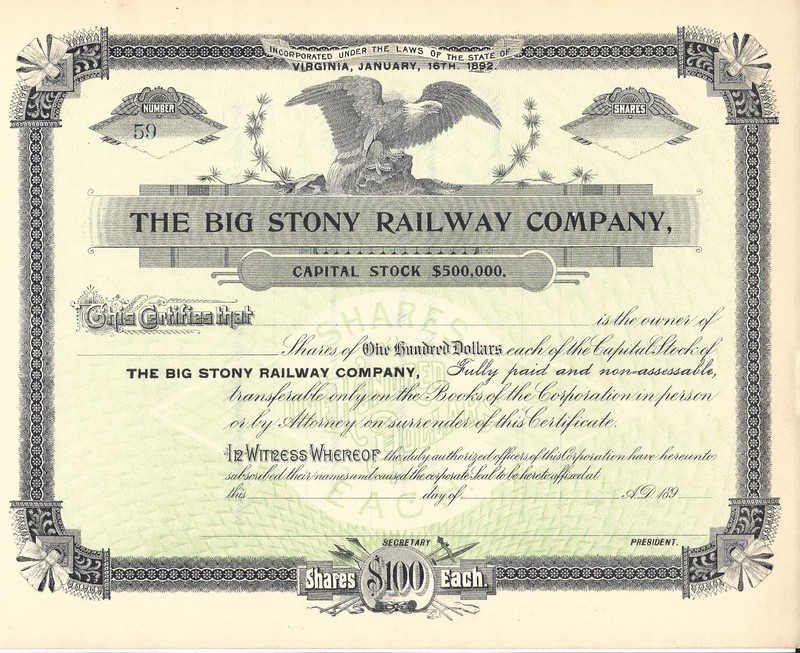 INCORPORATED UNDER THE LAWS OF THE STATE OF
VIRGINIA, JANUARY, 16TH. 1892.
NUMBER
59
SHARES
THE BIG STONY RAILWAY COMPANY,
CAPITAL STOCK $500,000.
This Certifies that is the owner of
Shares of One Hundred Dollars each of the Capital Stock of
THE BIG STONY RAILWAY COMPANY, Fully paid and non-assessable,
transferable only on the Books of the Corporation in person
or by Attorney on surrender of this Certificate.
In Witness Whereof the duly authorized officers of this Corporation have hereunto
subscribed their names and caused the corporate Seal to be hereto affixed at
this day of A.D. 189
SHARES
HUNDRED
DOLLARS
EACH
SECRETARY
PRESIDENT.
Shares $100 Each.